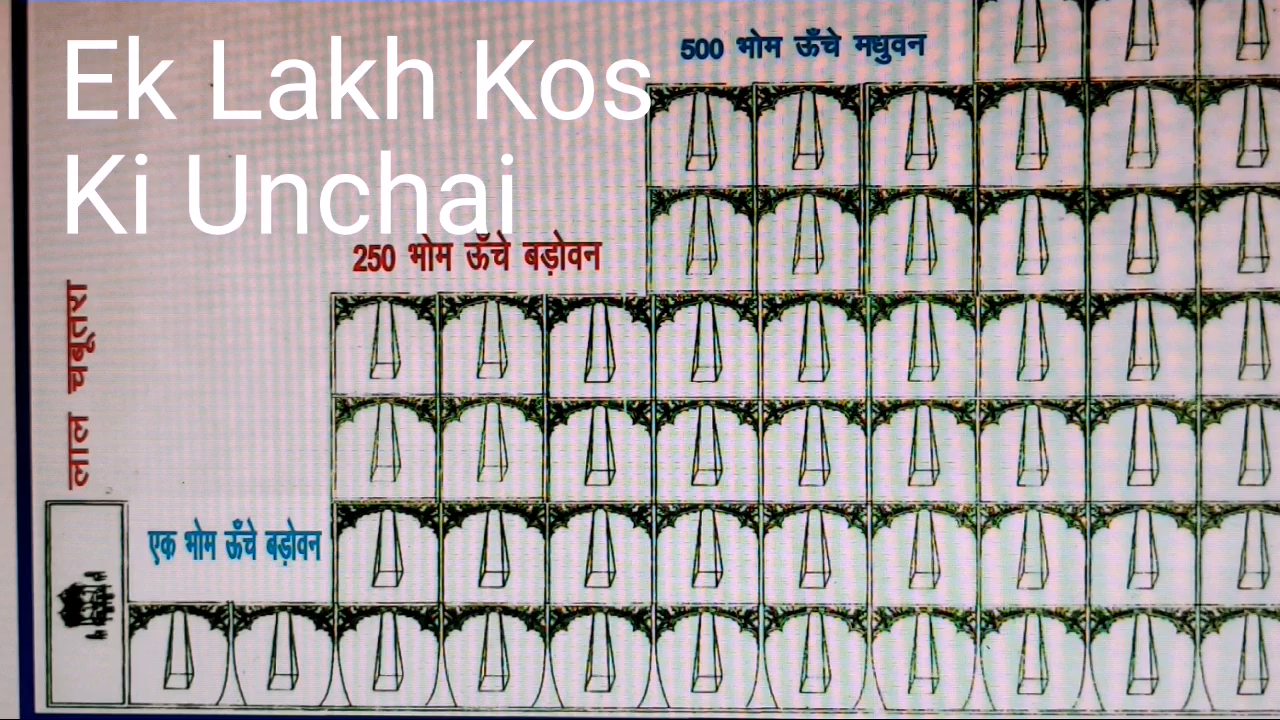 Ek Lakh Kos
Ki Unchai
500 भोम ऊँचे मधुवन
250 भोम ऊँचे बड़ोवन
लाल चबूतरा
एक भोम ऊँचे बड़ोवन